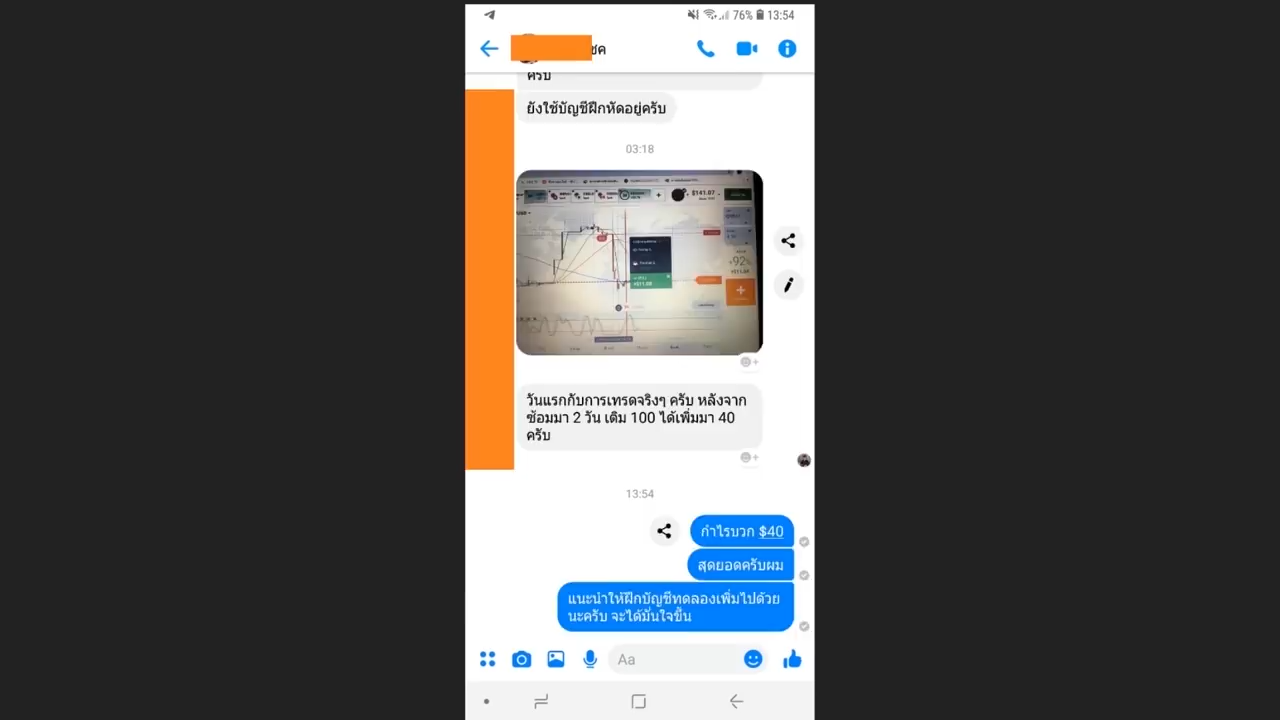 76% 13:54
ชค
ครับ
ยังใช้บัญชีฝึกหัดอยู่ครับ
03:18
$141.07
+92%
วันแรกกับการเทรดจริงๆ ครับ หลังจาก
ซ้อมมา 2 วัน เดิม 100 ได้เพิ่มมา 40
ครับ
13:54
กำไรบวก $40
สุดยอดครับผม
แนะนำให้ฝึกบัญชีทดลองเพิ่มไปด้วย
นะครับ จะได้มั่นใจขึ้น
Aa